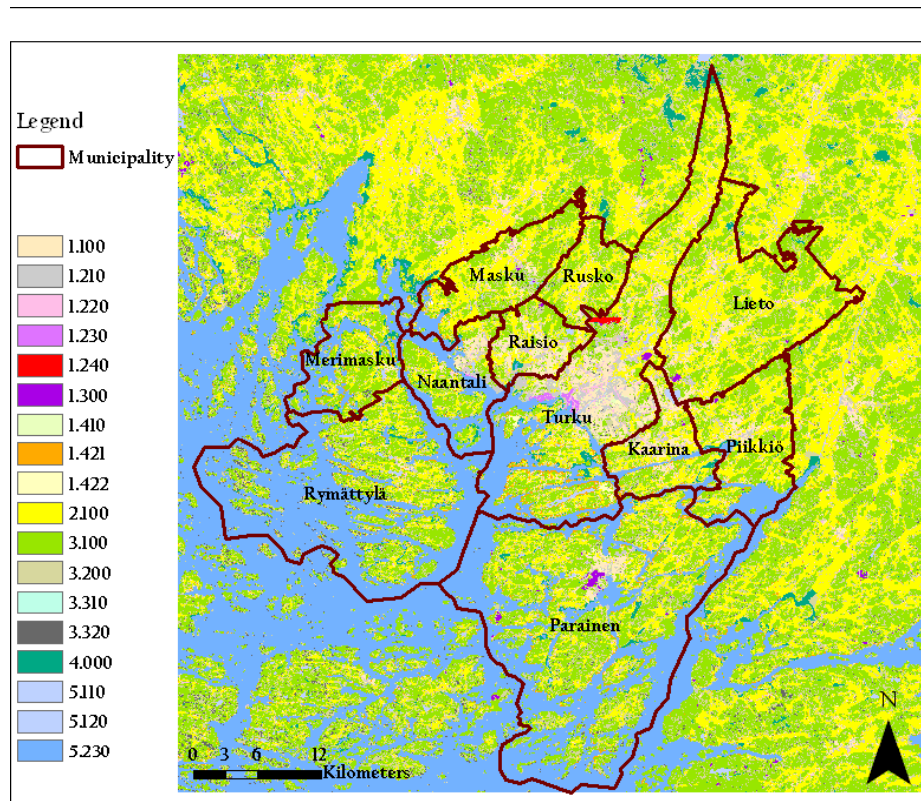 Legend
Municipality
1.100
1.210
1.220
1.230
1.240
1.300
1.410
1.421
1.422
2.100
3.100
3.200
3.310
3.320
4.000
5.110
5.120
5.230
Masku
Rusko
Lieto
Raisio
Merimasku
Naantali
Turku
Kaarina
Piikkiö
Rymättylä
Parainen
N
0 3 6 12
Kilometers